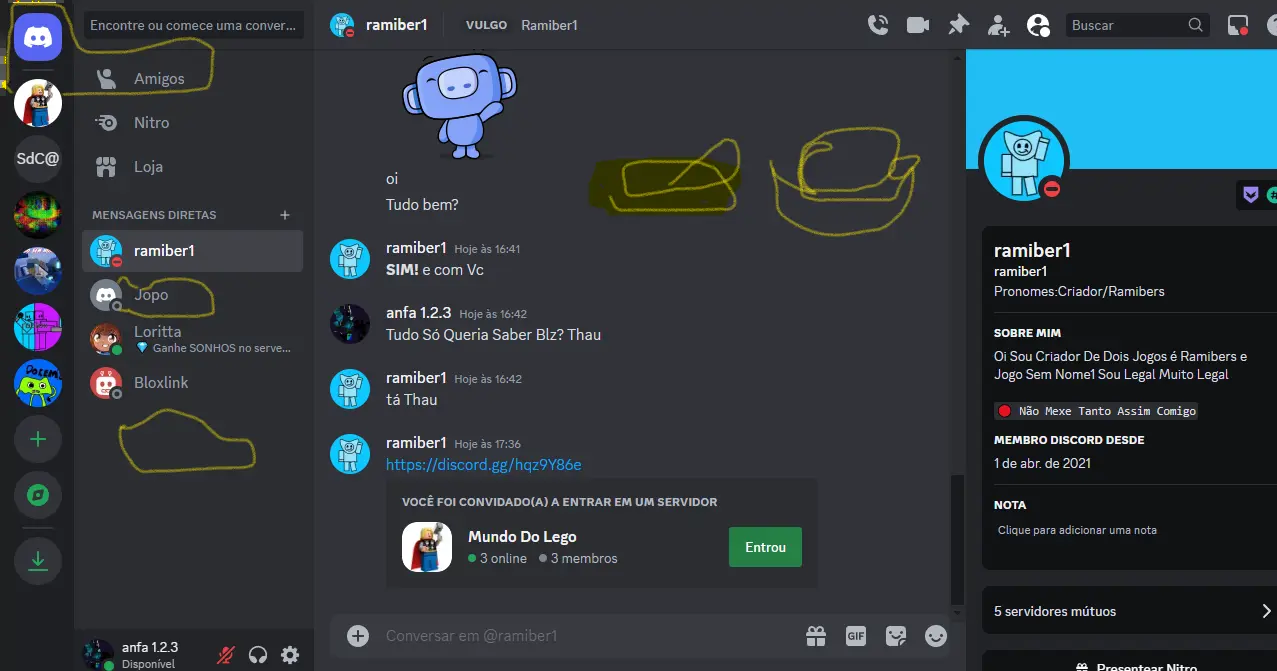 Encontre ou comece uma conver...
Amigos
Nitro
Loja
SdC@
MENSAGENS DIRETAS
ramiber1
Jopo
Loritta
Ganhe SONHOS no serve...
Bloxlink
anfa 1.2.3
Disponível
ramiber1 VULGO Ramiber1
Buscar
oi
Tudo bem?
ramiber1 Hoje às 16:41
SIM! e com Vc
anfa 1.2.3 Hoje às 16:42
Tudo Só Queria Saber Blz? Thau
ramiber1 Hoje às 16:42
tá Thau
ramiber1 Hoje às 17:36
https://discord.gg/hqz9Y86e
VOCÊ FOI CONVIDADO(A) A ENTRAR EM UM SERVIDOR
Mundo Do Lego
3 online 3 membros
Entrou
Conversar em @ramiber1
GIF
ramiber1
ramiber1
Pronomes:Criador/Ramibers
SOBRE MIM
Oi Sou Criador De Dois Jogos é Ramibers e
Jogo Sem Nome1 Sou Legal Muito Legal
Não Mexe Tanto Assim Comigo
MEMBRO DISCORD DESDE
1 de abr. de 2021
NOTA
Clique para adicionar uma nota
5 servidores mútuos
Presentear Nitro